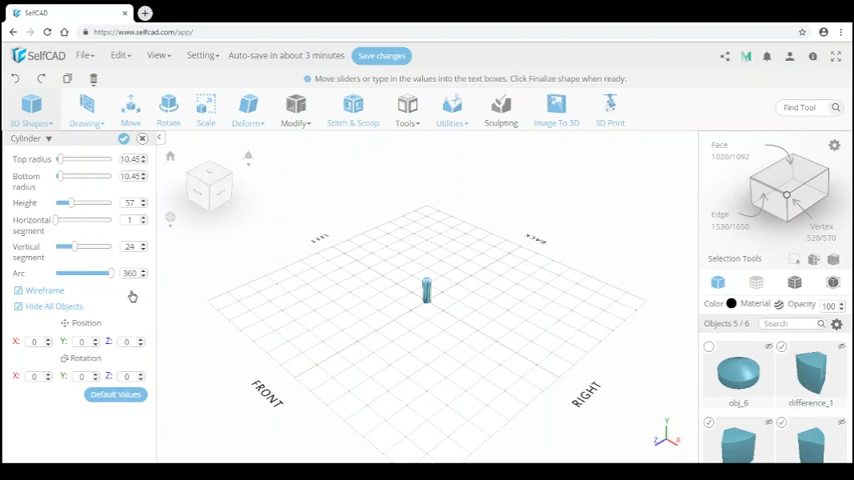 SelfCAD
https://www.selfcad.com/app/
SelfCAD File Edit View Setting Auto-save in about 3 minutes Save changes
Move sliders or type in the values into the text boxes. Click Finalize shape when ready.
3D Shapes Drawing Move Rotate Scale Deform Modify Stitch & Scoop Tools Utilities Sculpting Image To 3D 3D Print Find Tool
Cylinder
Top radius 10.45
Bottom radius 10.45
Height 57
Horizontal segment 1
Vertical segment 24
Arc 360
Wireframe
Hide All Objects
Position
X: 0 Y: 0 Z: 0
Rotation
X: 0 Y: 0 Z: 0
Default Values
LEFT
BACK
FRONT
RIGHT
Y
Z X
Face
1020/1092
Edge
1530/1650
Vertex
520/570
Selection Tools
Color Material Opacity 100
Objects 5 / 6 Search
obj_6 difference_1